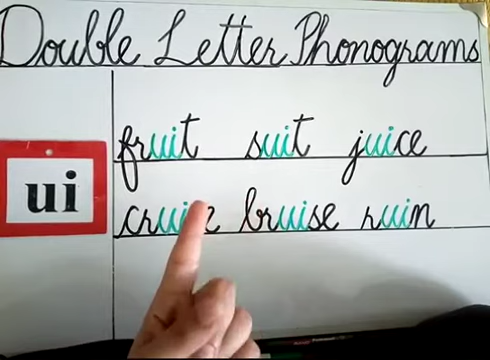 Double Letter Phonograms
ui
fruit suit juice
bruise ruin